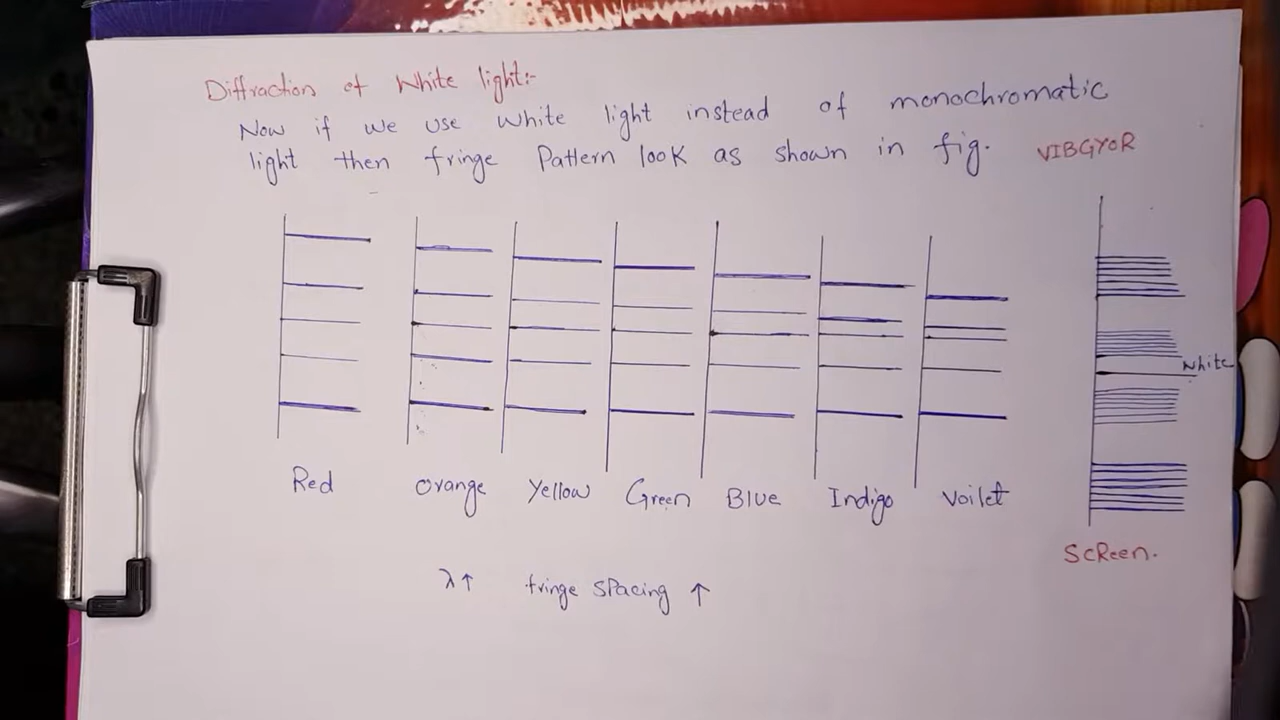 Diffraction of White light:-
Now if we use white light instead of monochromatic
light then fringe Pattern look as shown in fig. VIBGYOR
White
Red Orange Yellow Green Blue Indigo Voilet
SCReen.
λ↑ fringe spacing ↑